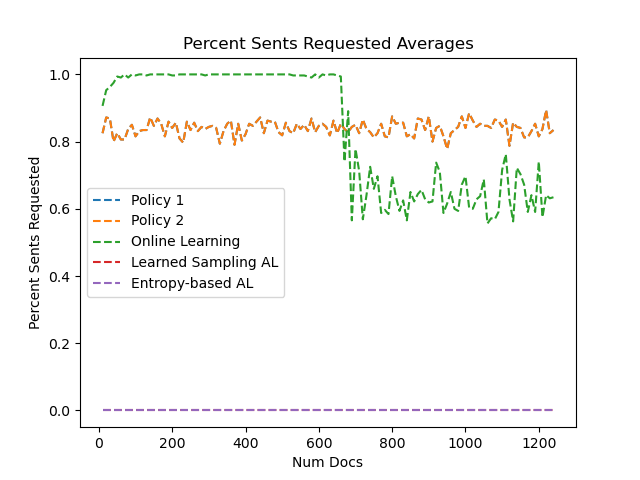 Percent Sents Requested Averages
1.0
0.8
0.6
0.4
0.2
0.0
Percent Sents Requested
Policy 1
Policy 2
Online Learning
Learned Sampling AL
Entropy-based AL
0
200
400
600
800
1000
1200
Num Docs